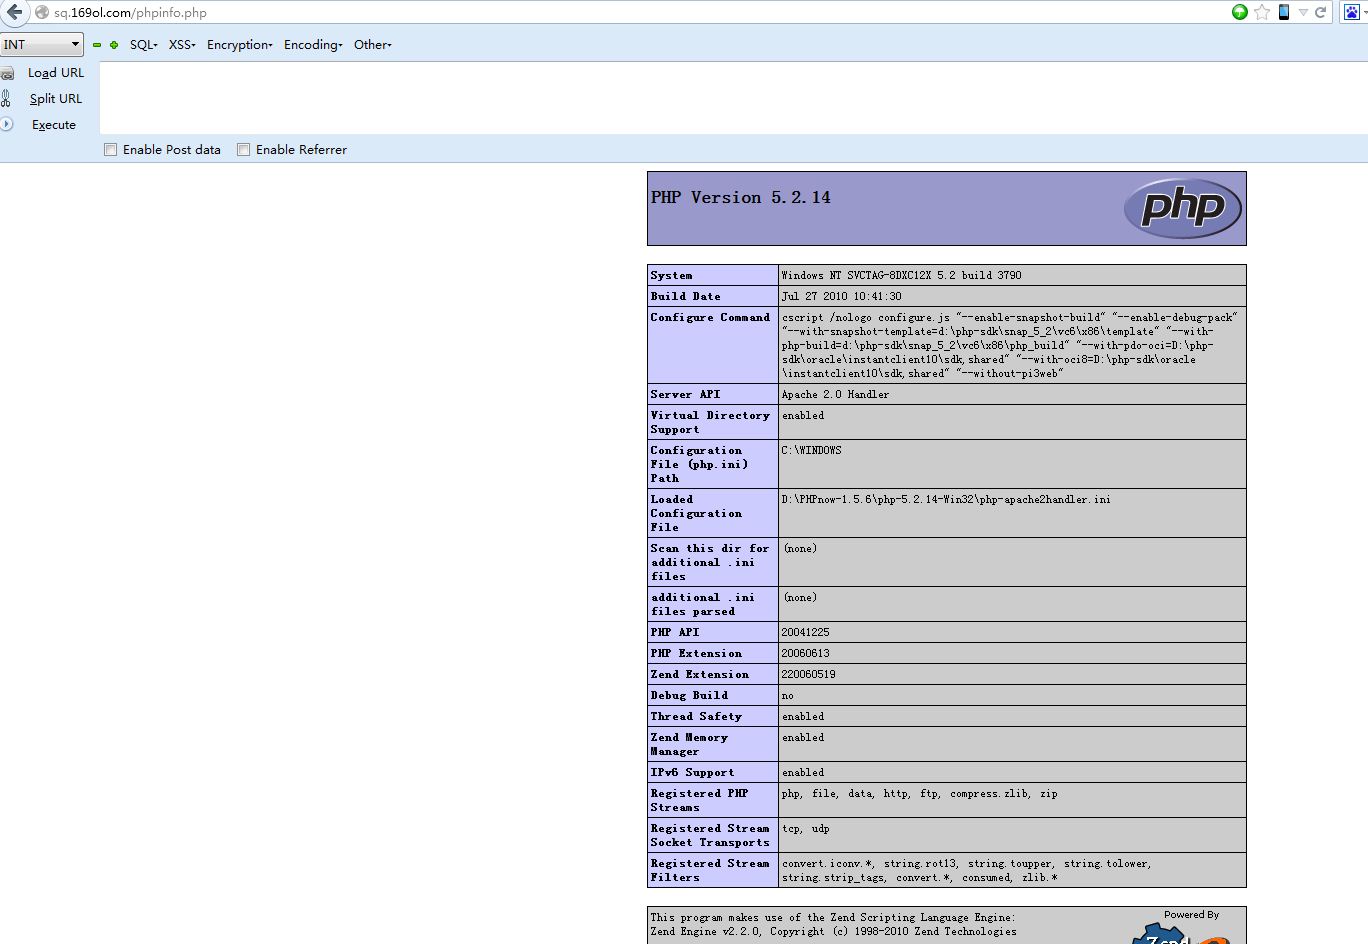 sq.169ol.com/phpinfo.php
INT SQL XSS Encryption Encoding Other
Load URL
Split URL
Execute
Enable Post data Enable Referrer
PHP Version 5.2.14
php
System Windows NT SVCTAG-8DXC12X 5.2 build 3790
Build Date Jul 27 2010 10:41:30
Configure Command cscript /nologo configure.js "--enable-snapshot-build" "--enable-debug-pack"
"--with-snapshot-template=d:\php-sdk\snap_5_2\vc6\x86\template" "--with-
php-build=d:\php-sdk\snap_5_2\vc6\x86\php_build" "--with-pdo-oci=D:\php-
sdk\oracle\instantclient10\sdk,shared" "--with-oci8=D:\php-sdk\oracle
\instantclient10\sdk,shared" "--without-pi3web"
Server API Apache 2.0 Handler
Virtual Directory enabled
Support
Configuration C:\WINDOWS
File (php.ini)
Path
Loaded D:\PHPnow-1.5.6\php-5.2.14-Win32\php-apache2handler.ini
Configuration
File
Scan this dir for (none)
additional .ini
files
additional .ini (none)
files parsed
PHP API 20041225
PHP Extension 20060613
Zend Extension 220060519
Debug Build no
Thread Safety enabled
Zend Memory enabled
Manager
IPv6 Support enabled
Registered PHP php, file, data, http, ftp, compress.zlib, zip
Streams
Registered Stream tcp, udp
Socket Transports
Registered Stream convert.iconv.*, string.rot13, string.toupper, string.tolower,
Filters string.strip_tags, convert.*, consumed, zlib.*
This program makes use of the Zend Scripting Language Engine: Powered By
Zend Engine v2.2.0, Copyright (c) 1998-2010 Zend Technologies
Zend